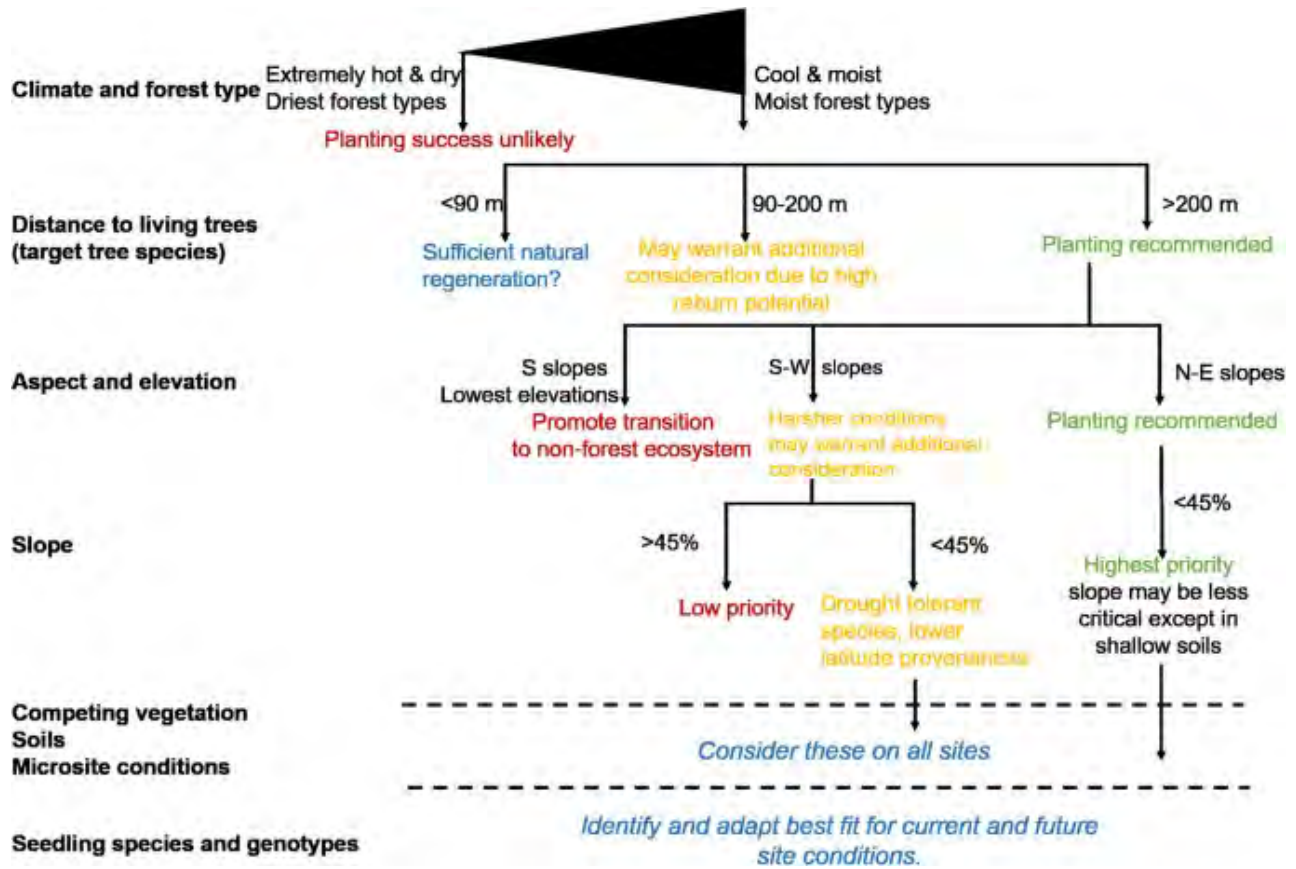 Climate and forest type
Extremely hot & dry
Driest forest types
Cool & moist
Moist forest types
Planting success unlikely
Distance to living trees
(target tree species)
<90 m
90-200 m
>200 m
Sufficient natural
regeneration?
May warrant additional
consideration due to high
reburn potential
Planting recommended
Aspect and elevation
S slopes
Lowest elevations
S-W slopes
N-E slopes
Promote transition
to non-forest ecosystem
Harsher conditions
may warrant additional
consideration
Planting recommended
Slope
>45%
<45%
<45%
Low priority
Drought tolerant
species, lower
latitude provenances
Highest priority
slope may be less
critical except in
shallow soils
Competing vegetation
Soils
Microsite conditions
Consider these on all sites
Seedling species and genotypes
Identify and adapt best fit for current and future
site conditions.